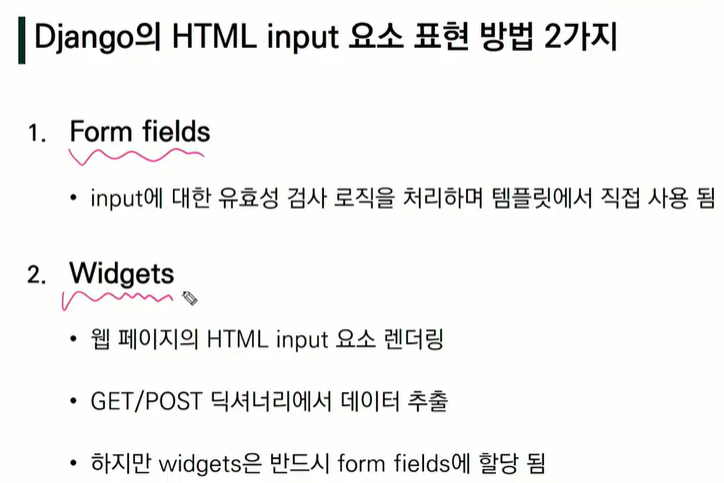 Django의 HTML input 요소 표현 방법 2가지
1. Form fields
• input에 대한 유효성 검사 로직을 처리하며 템플릿에서 직접 사용 됨
2. Widgets
• 웹 페이지의 HTML input 요소 렌더링
• GET/POST 딕셔너리에서 데이터 추출
• 하지만 widgets은 반드시 form fields에 할당 됨